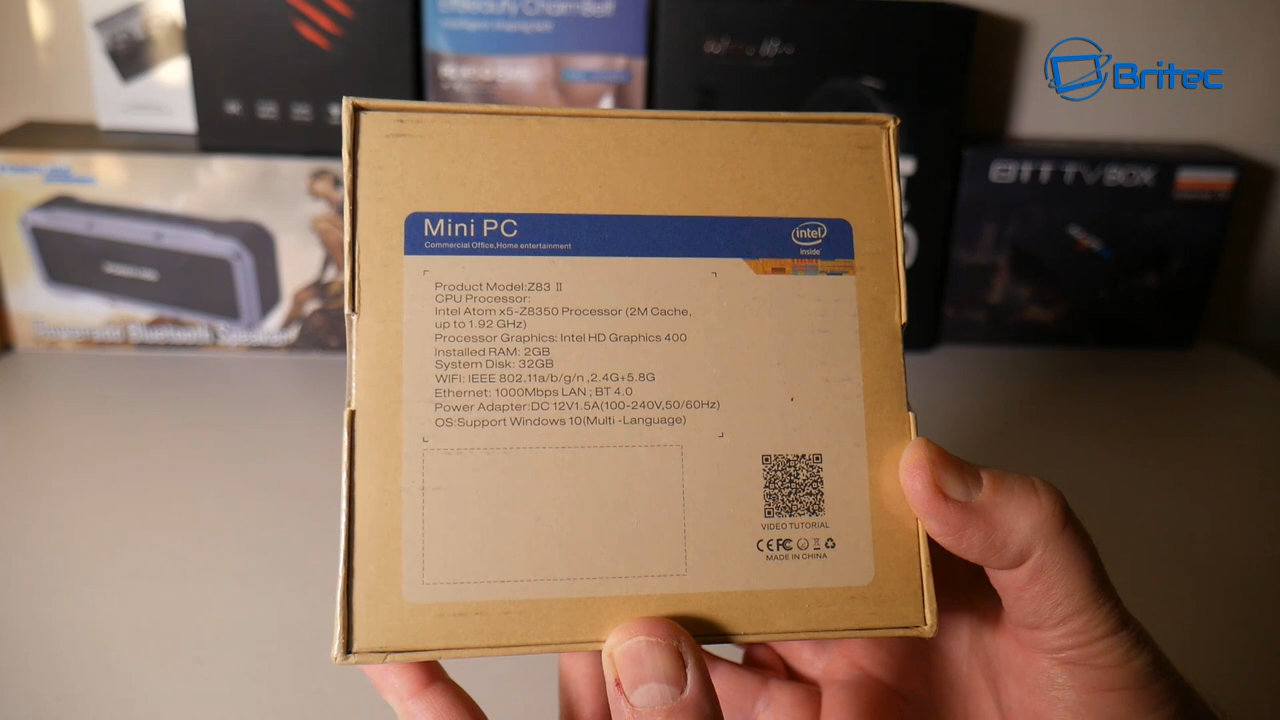 Britec
BTT TV BOX
Mini PC
Commercial Office,Home entertainment
intel
inside
Product Model:Z83 II
CPU Processor:
Intel Atom x5-Z8350 Processor (2M Cache,
up to 1.92 GHz)
Processor Graphics: Intel HD Graphics 400
Installed RAM: 2GB
System Disk: 32GB
WIFI: IEEE 802.11a/b/g/n ,2.4G+5.8G
Ethernet: 1000Mbps LAN ; BT 4.0
Power Adapter:DC 12V1.5A(100-240V,50/60Hz)
OS:Support Windows 10(Multi -Language)
VIDEO TUTORIAL
CE FC
MADE IN CHINA
Bluetooth Speaker